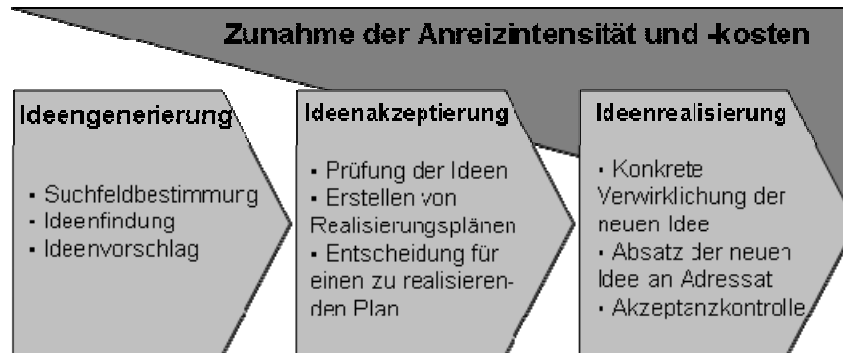 Zunahme der Anreizintensität und -kosten
Ideengenerierung
▪ Suchfeldbestimmung
▪ Ideenfindung
▪ Ideenvorschlag
Ideenakzeptierung
▪ Prüfung der Ideen
▪ Erstellen von
Realisierungsplänen
▪ Entscheidung für
einen zu realisieren-
den Plan
Ideenrealisierung
▪ Konkrete
Verwirklichung der
neuen Idee
▪ Absatz der neuen
Idee an Adressat
▪ Akzeptanzkontrolle